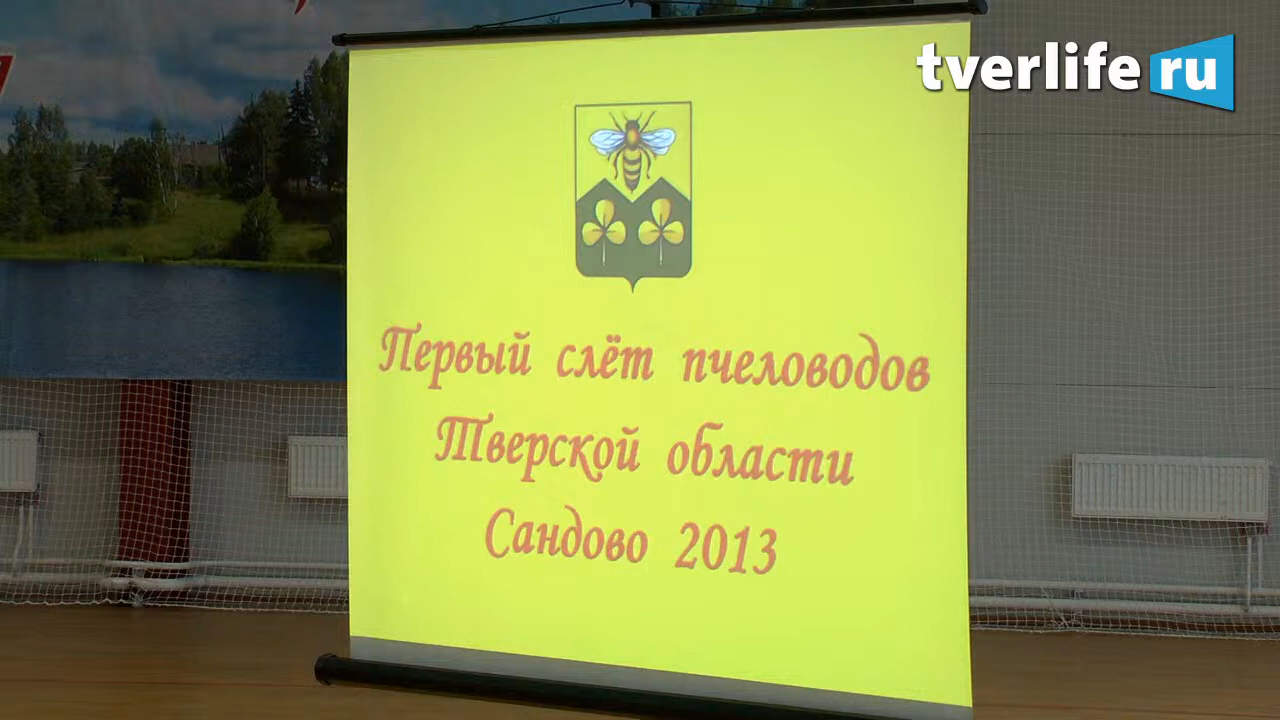 tverlife ru
Первый слёт пчеловодов
Тверской области
Сандово 2013